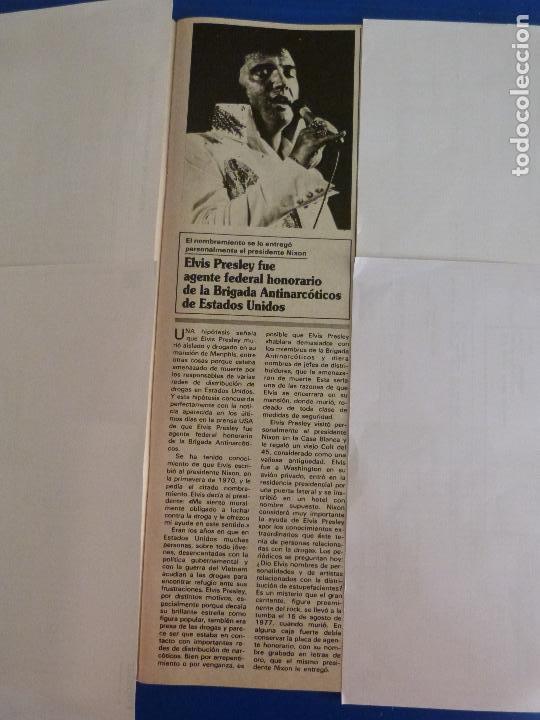 El nombramiento se lo entregó
personalmente el presidente Nixon
Elvis Presley fue
agente federal honorario
de la Brigada Antinarcóticos
de Estados Unidos
UNA hipótesis señala
que Elvis Presley mu-
rió aislado y drogado en su
mansión de Memphis, entre
otras cosas porque estaba
amenazado de muerte por
los responsables de varias
redes de distribución de
drogas en Estados Unidos.
Y esta hipótesis concuerda
perfectamente con la noti-
cia aparecida en los últi-
mos días en la prensa USA
de que Elvis Presley fue
agente federal honorario
de la Brigada Antinarcóti-
cos.
Se ha tenido conoci-
miento de que Elvis escri-
bió al presidente Nixon, en
la primavera de 1970, y le
pedía el citado nombra-
miento. Elvis decía al presi-
dente: «Me siento moral-
mente obligado a luchar
contra la droga y le ofrezco
mi ayuda en este sentido.»
Eran los años en que en
Estados Unidos muchas
personas, sobre todo jóve-
nes, desencantadas con la
política gubernamental y
con la guerra del Vietnam
acudían a las drogas para
encontrar refugio ante sus
frustraciones. Elvis Presley,
por distintos motivos, es-
pecialmente porque decaía
su brillante estrella como
figura popular, también era
presa de las drogas y pare-
ce ser que estaba en con-
tacto con importantes re-
des de distribución de nar-
cóticos. Bien por arrepenti-
miento o por venganza, es
posible que Elvis Presley
«hablara demasiado» con
los miembros de la Brigada
Antinarcóticos y diera
nombres de jefes de distri-
buidores, que le amenaza-
ran de muerte. Esta sería
una de las razones de que
Elvis se encerrara en su
mansión, donde murió, ro-
deado de toda clase de
medidas de seguridad.
Elvis Presley visitó per-
sonalmente al presidente
Nixon en la Casa Blanca y
le regaló un viejo Colt del
45, considerado como una
valiosa antigüedad. Elvis
fue a Washington en su
avión privado, entró en la
residencia presidencial por
una puerta lateral y se ins-
cribió en un hotel con
nombre supuesto. Nixon
consideró muy importante
la ayuda de Elvis Presley
«por los conocimientos ex-
traordinarios que éste te-
nía de personas relaciona-
das con la droga». Los pe-
riódicos se preguntan hoy:
¿Dio Elvis nombres de per-
sonalidades y de artistas
relacionados con la distri-
bución de estupefacientes?
Es un misterio que el gran
cantante, figura preemi-
nente del rock, se llevó a la
tumba el 16 de agosto de
1977, cuando murió. En
alguna caja fuerte debía
conservar la placa de agen-
te honorario, con su nom-
bre grabado en letras de
oro, que el mismo presi-
dente Nixon le entregó.
todocoleccion